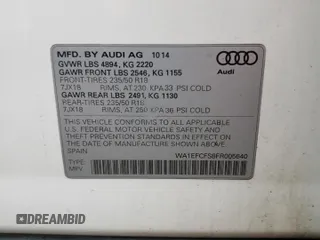 MFD. BY AUDI AG 10 14
GVWR LBS 4894, KG 2220
GAWR FRONT LBS 2546, KG 1155
FRONT-TIRES 235/50 R18
7JX18 RIMS, AT 230 KPA/33 PSI COLD
GAWR REAR LBS 2491, KG 1130
REAR-TIRES 235/50 R18
7JX18 RIMS, AT 250 KPA/36 PSI COLD
Audi
THIS VEHICLE CONFORMS TO ALL APPLICABLE
U.S. FEDERAL MOTOR VEHICLE SAFETY AND
THEFT PREVENTION STANDARDS IN EFFECT ON
THE DATE OF MANUFACTURE SHOWN ABOVE.
TYPE: WA1EFCFS8FR005640
MPV
DREAMBID